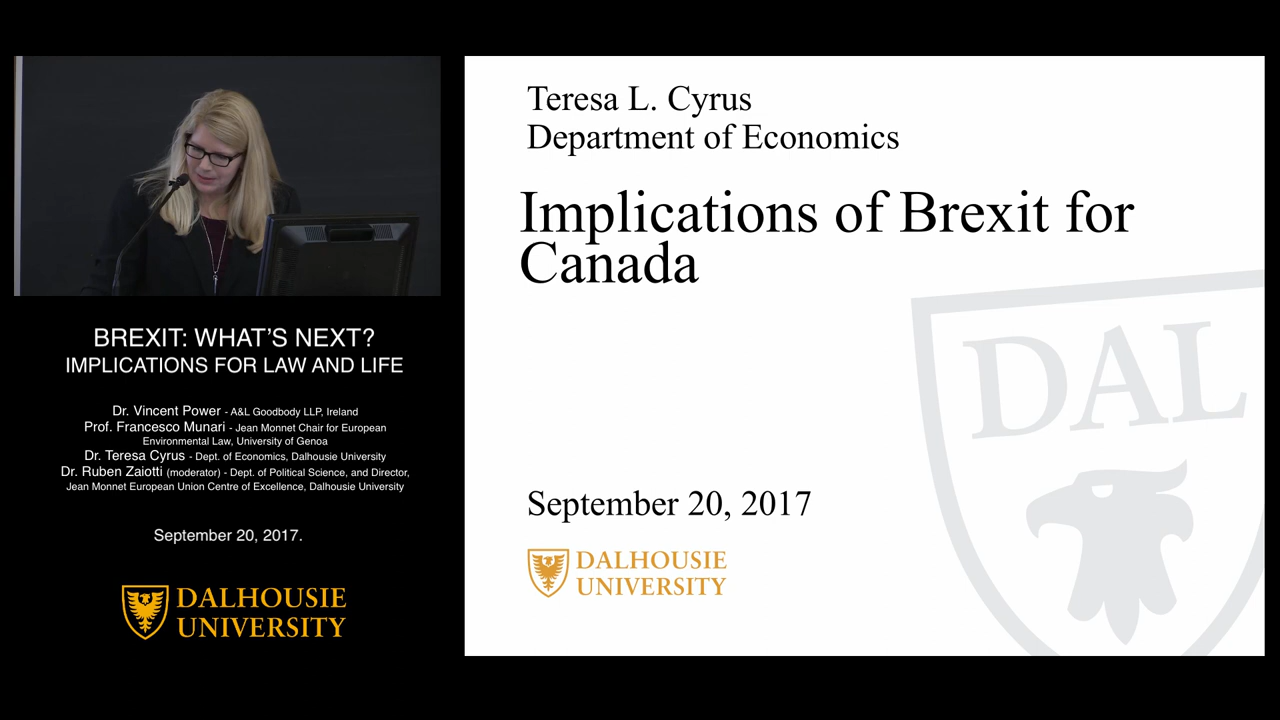 BREXIT: WHAT'S NEXT?
IMPLICATIONS FOR LAW AND LIFE
Dr. Vincent Power - A&L Goodbody LLP, Ireland
Prof. Francesco Munari - Jean Monnet Chair for European
Environmental Law, University of Genoa
Dr. Teresa Cyrus - Dept. of Economics, Dalhousie University
Dr. Ruben Zaiotti (moderator) - Dept. of Political Science, and Director,
Jean Monnet European Union Centre of Excellence, Dalhousie University
September 20, 2017.
DALHOUSIE
UNIVERSITY
Teresa L. Cyrus
Department of Economics
Implications of Brexit for
Canada
September 20, 2017
DALHOUSIE
UNIVERSITY
DAL